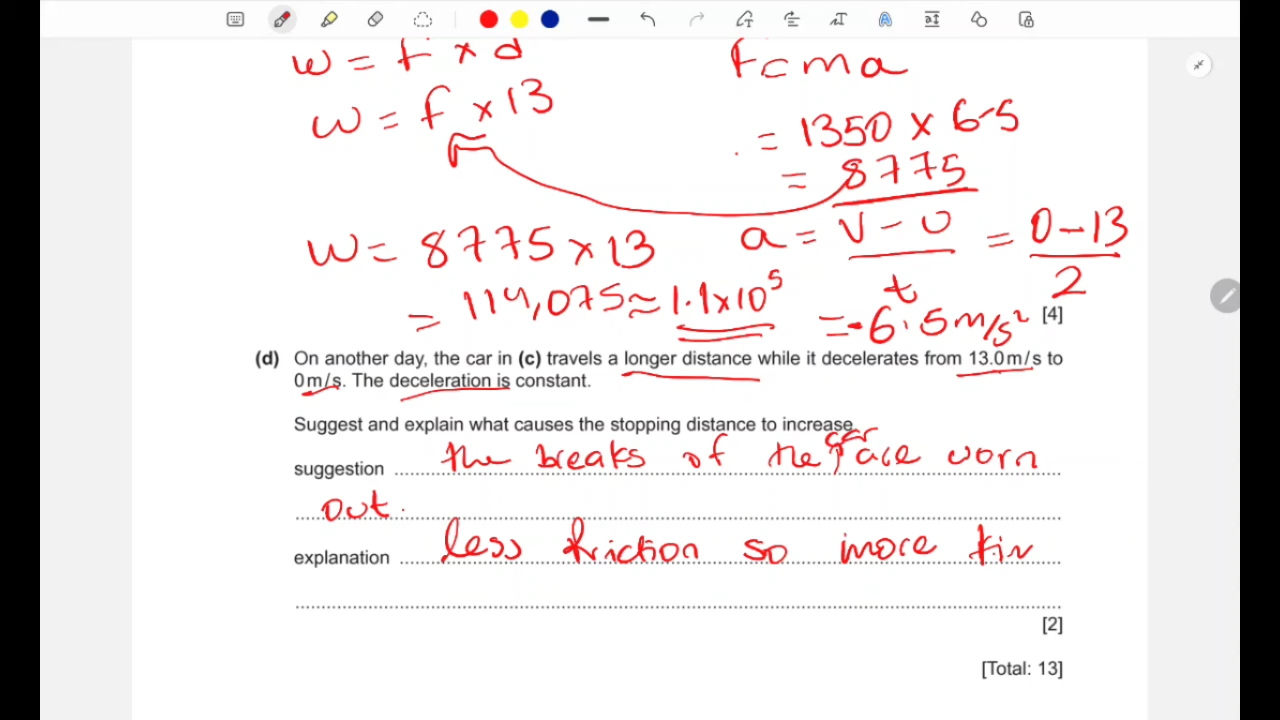 w = f × d
F = ma
w = f × 13
= 1350 × 6.5
= 8775
w = 8775 × 13
a = v - u / t = 0 - 13 / 2
= 114,075 ≈ 1.1 × 10⁵
= -6.5 m/s² [4]
(d) On another day, the car in (c) travels a longer distance while it decelerates from 13.0 m/s to
0 m/s. The deceleration is constant.
Suggest and explain what causes the stopping distance to increase.
suggestion the breaks of the car are worn
out.
explanation less friction so more tim
[2]
[Total: 13]